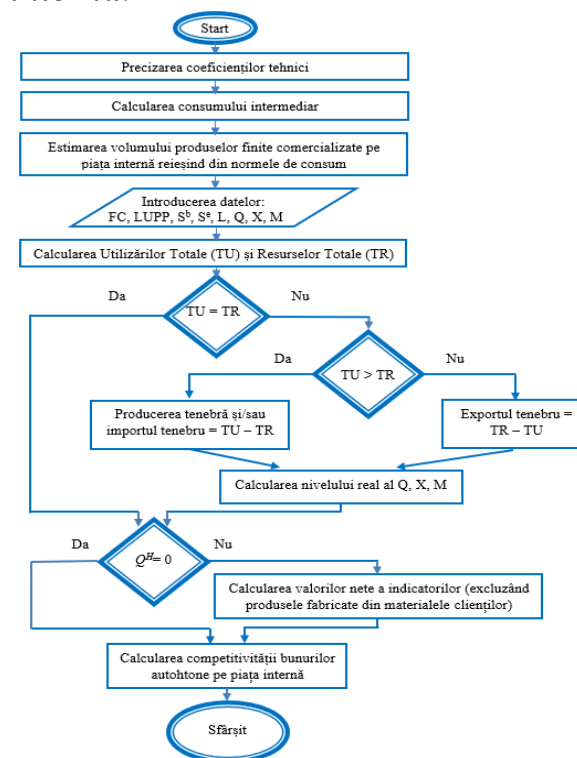 Start
Precizarea coeficienților tehnici
Calcularea consumului intermediar
Estimarea volumului produselor finite comercializate pe
piața internă reieșind din normele de consum
Introducerea datelor:
FC, LUPP, Sᵇ, Sᵉ, L, Q, X, M
Calcularea Utilizărilor Totale (TU) și Resurselor Totale (TR)
Da
Nu
TU = TR
Da
Nu
TU > TR
Producerea tenebră și/sau
importul tenebru = TU – TR
Exportul tenebru =
TR – TU
Calcularea nivelului real al Q, X, M
Da
Nu
Qᴴ= 0
Calcularea valorilor nete a indicatorilor (excluzând
produsele fabricate din materialele clienților)
Calcularea competitivității bunurilor
autohtone pe piața internă
Sfârșit